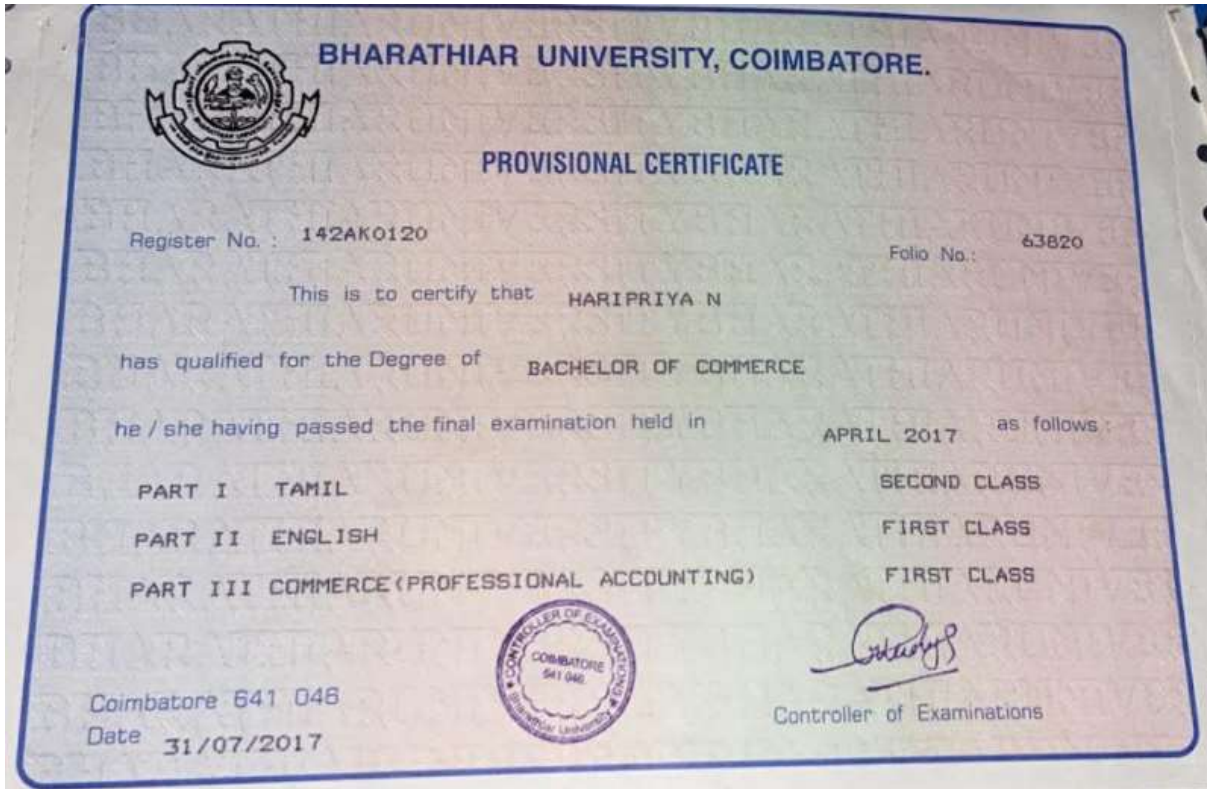 BHARATHIAR UNIVERSITY, COIMBATORE.
PROVISIONAL CERTIFICATE
Register No. : 142AK0120
Folio No.: 63820
This is to certify that HARIPRIYA N
has qualified for the Degree of BACHELOR OF COMMERCE
he / she having passed the final examination held in APRIL 2017 as follows :
PART I TAMIL SECOND CLASS
PART II ENGLISH FIRST CLASS
PART III COMMERCE(PROFESSIONAL ACCOUNTING) FIRST CLASS
CONTROLLER OF EXAMINATIONS
COIMBATORE
641 046.
Bharathiar University
Controller of Examinations
Coimbatore 641 046
Date 31/07/2017